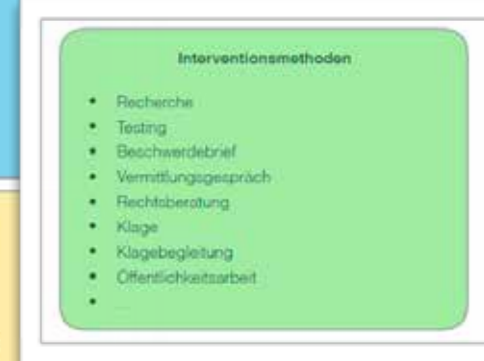 Interventionsmethoden
• Recherche
• Testing
• Beschwerdebrief
• Vermittlungsgespräch
• Rechtsberatung
• Klage
• Klagebegleitung
• Öffentlichkeitsarbeit
• ...